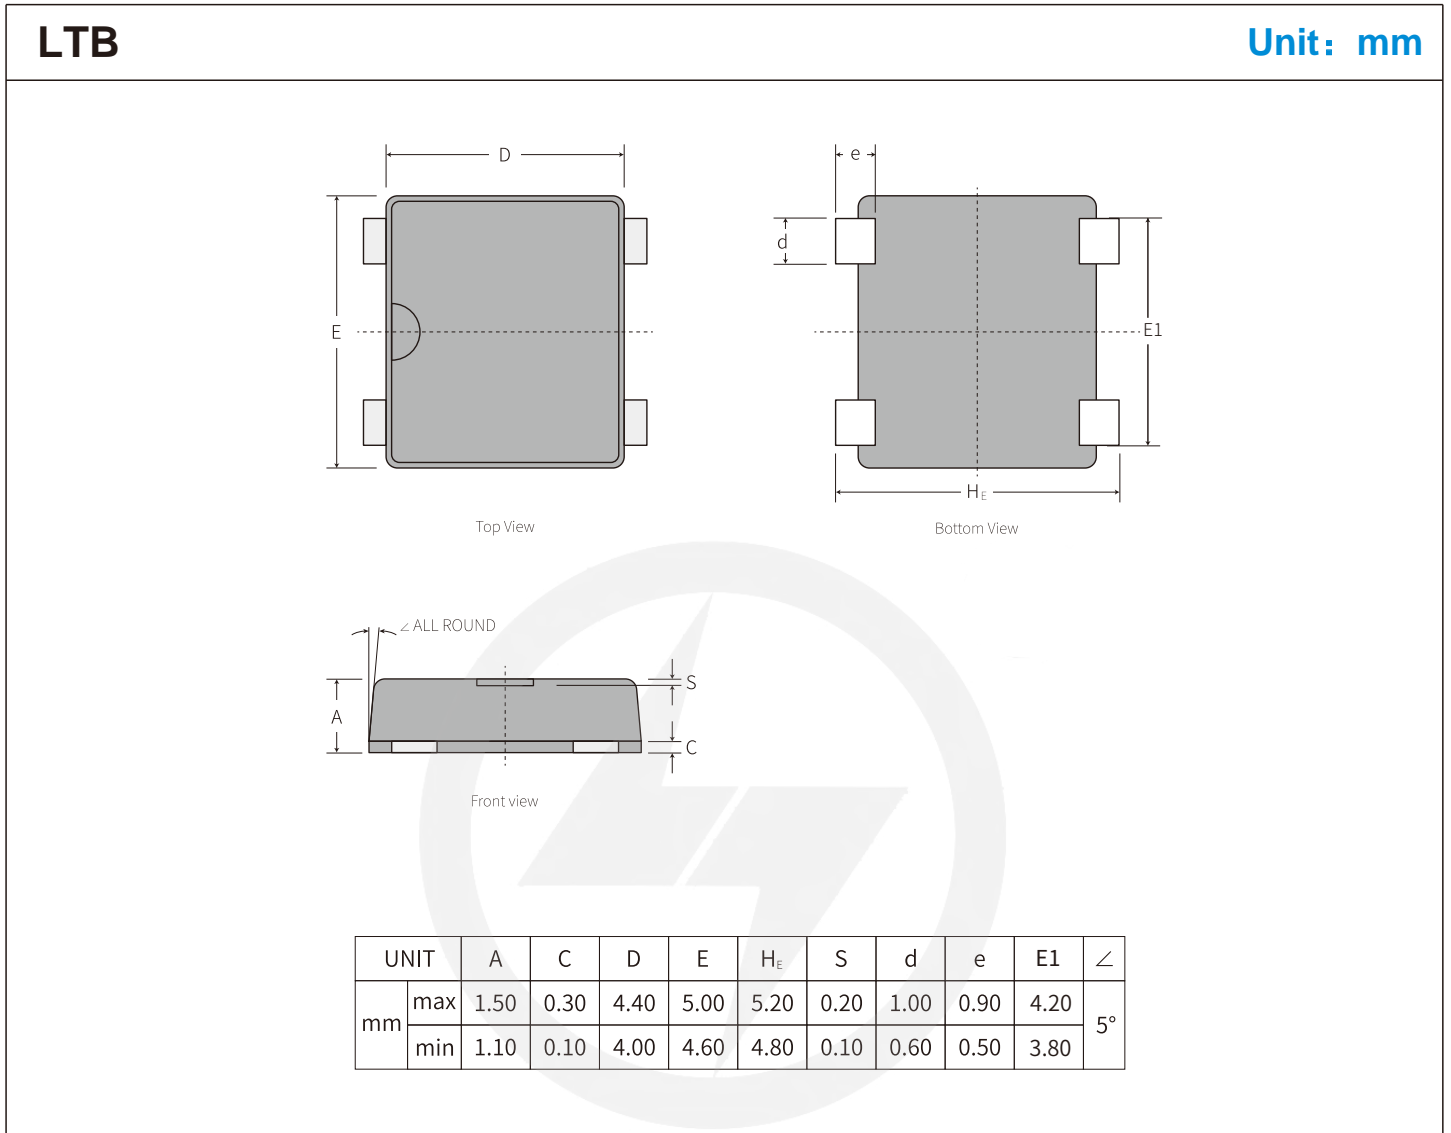 LTB
Unit：mm
D
E
Top View
e
d
E1
HE
Bottom View
∠ ALL ROUND
A
S
C
Front view
UNIT A C D E HE S d e E1 ∠
mm max 1.50 0.30 4.40 5.00 5.20 0.20 1.00 0.90 4.20 5°
min 1.10 0.10 4.00 4.60 4.80 0.10 0.60 0.50 3.80